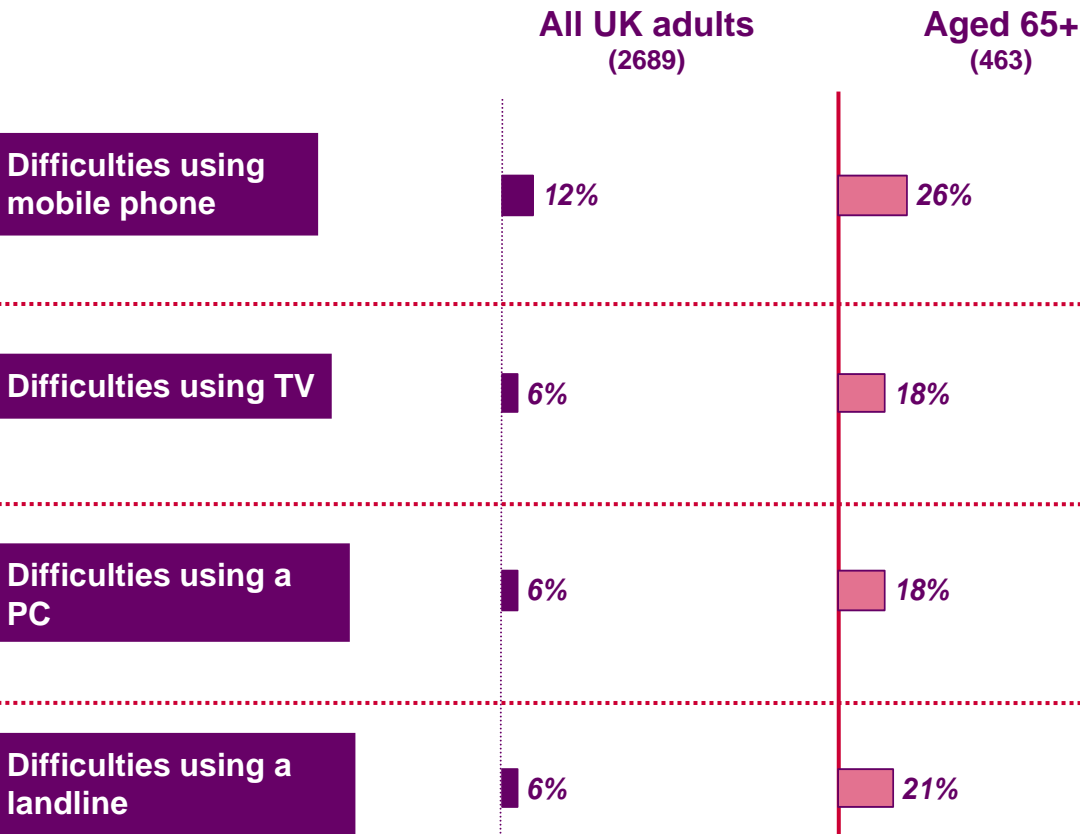 All UK adults
(2689)
Aged 65+
(463)
Difficulties using
mobile phone
12%
26%
Difficulties using TV
6%
18%
Difficulties using a
PC
6%
18%
Difficulties using a
landline
6%
21%